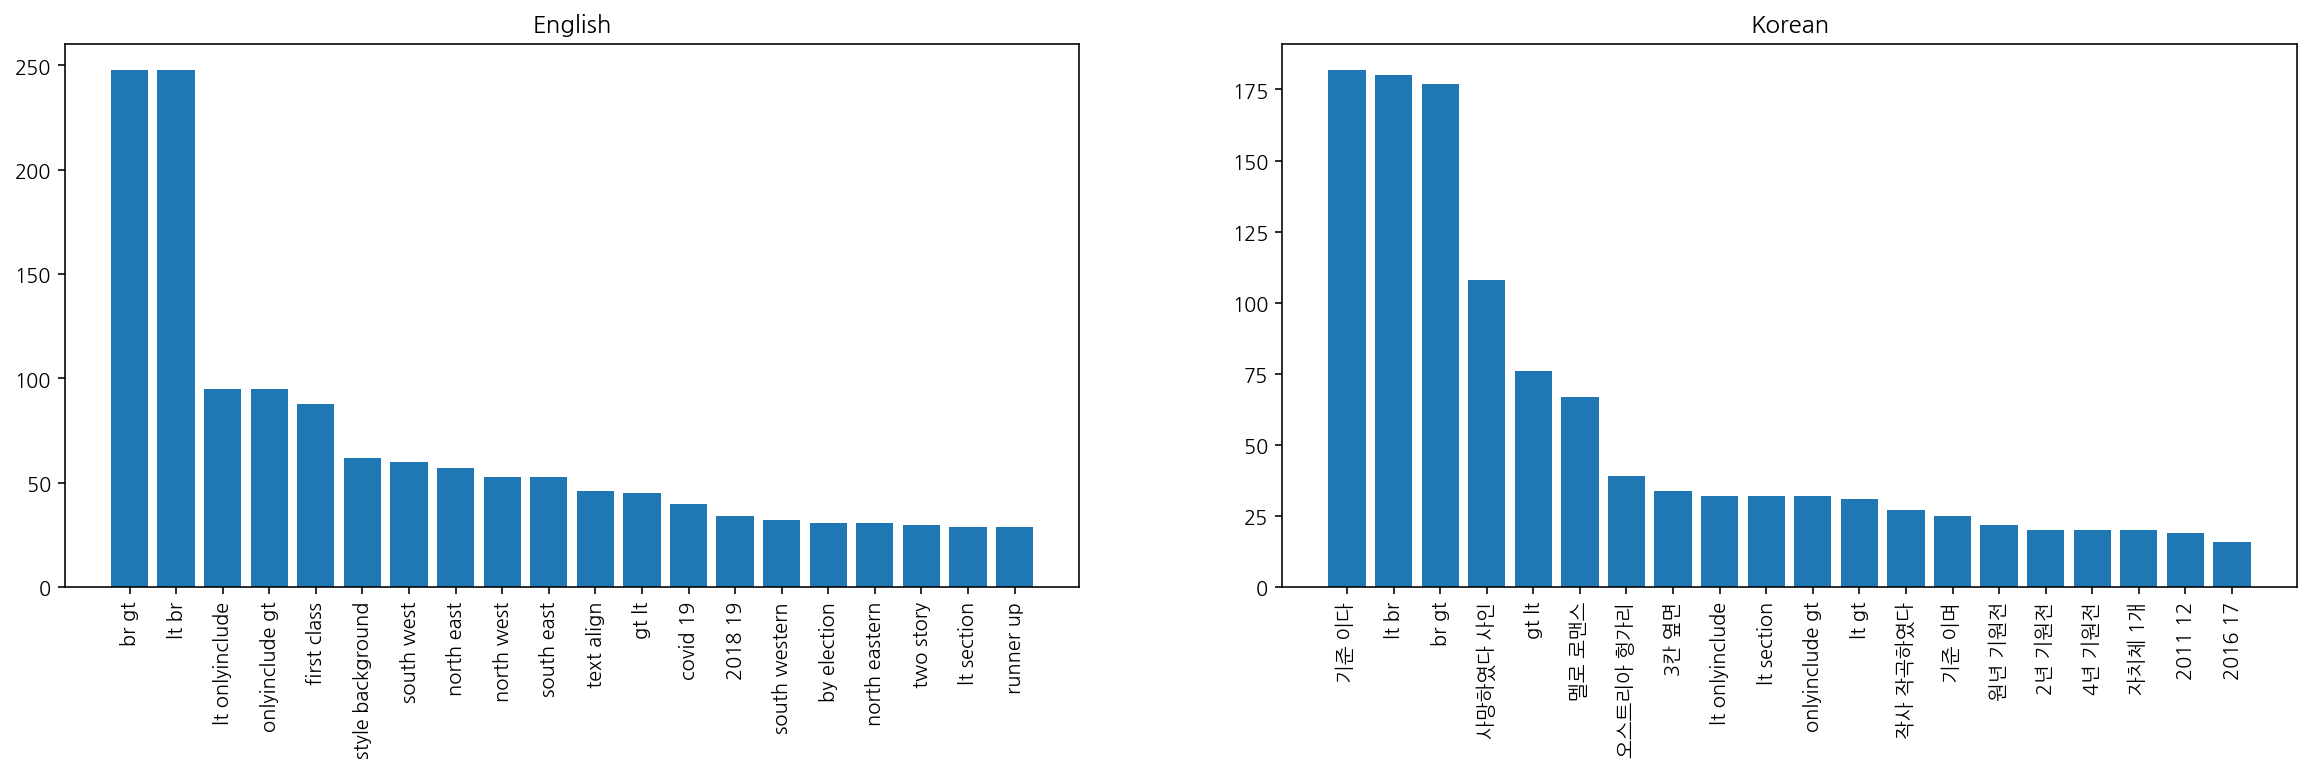 English
250
200
150
100
50
0
br gt
lt br
lt onlyinclude
onlyinclude gt
first class
style background
south west
north east
north west
south east
text align
gt lt
covid 19
2018 19
south western
by election
north eastern
two story
lt section
runner up
Korean
175
150
125
100
75
50
25
0
기준 이다
lt br
br gt
사망하였다 사인
gt lt
멜로 로맨스
오스트리아 헝가리
3칸 옆면
lt onlyinclude
lt section
onlyinclude gt
lt gt
작사 작곡하였다
기준 이며
원년 기원전
2년 기원전
4년 기원전
자치체 1개
2011 12
2016 17